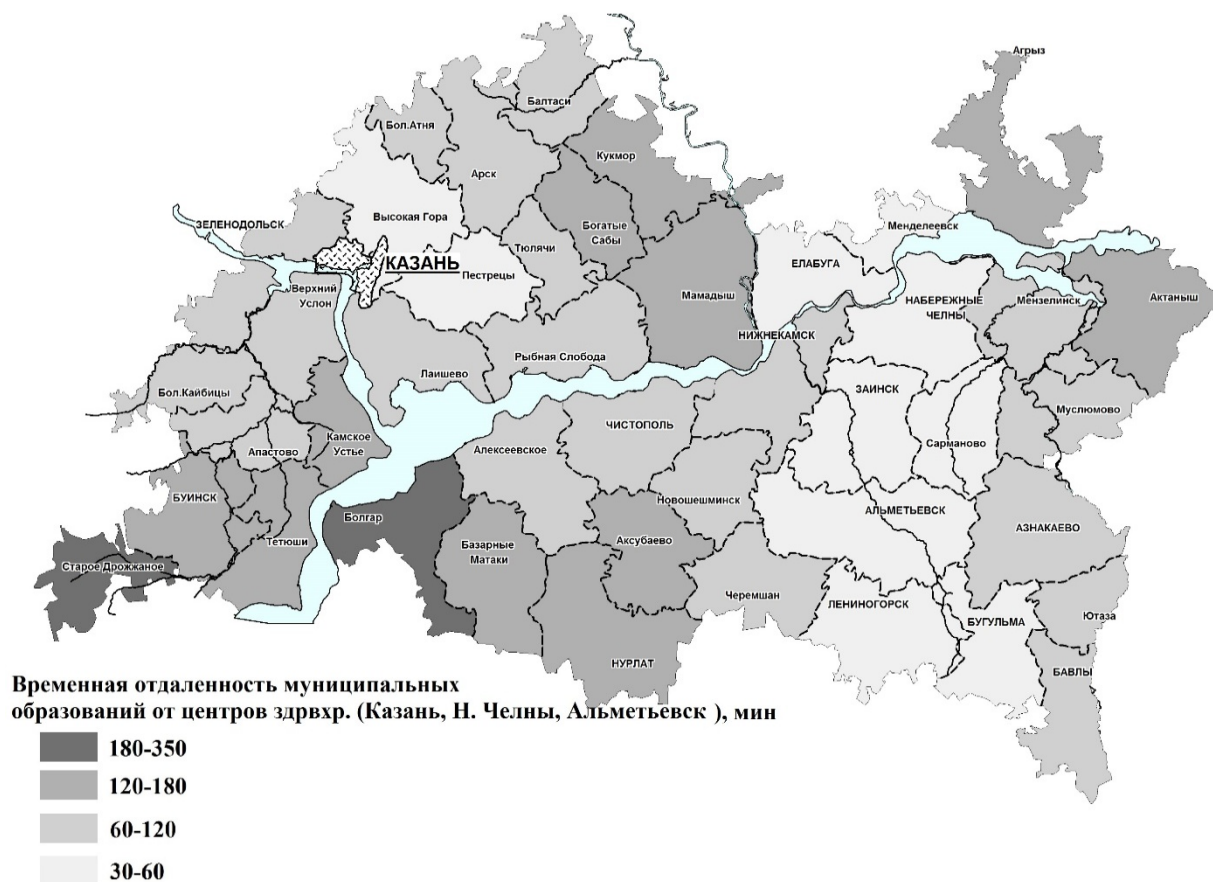 Агрыз
Балтаси
Бол.Атня
Кукмор
Арск
Высокая Гора
Богатые
Сабы
ЗЕЛЕНОДОЛЬСК
Тюлячи
Менделеевск
КАЗАНЬ
Пестрецы
ЕЛАБУГА
Верхний
Услон
Мамадыш
НАБЕРЕЖНЫЕ
ЧЕЛНЫ
Мензелинск
Актаныш
НИЖНЕКАМСК
Рыбная Слобода
Лаишево
Бол.Кайбицы
ЗАИНСК
Муслюмово
ЧИСТОПОЛЬ
Камское
Устье
Сарманово
Апастово
Алексеевское
БУИНСК
Новошешминск
АЛЬМЕТЬЕВСК
Болгар
АЗНАКАЕВО
Тетюши
Базарные
Матаки
Аксубаево
Старое Дрожжаное
Черемшан
ЛЕНИНОГОРСК
Ютаза
БУГУЛЬМА
НУРЛАТ
БАВЛЫ
Временная отдаленность муниципальных
образований от центров здрвхр. (Казань, Н. Челны, Альметьевск ), мин
180-350
120-180
60-120
30-60